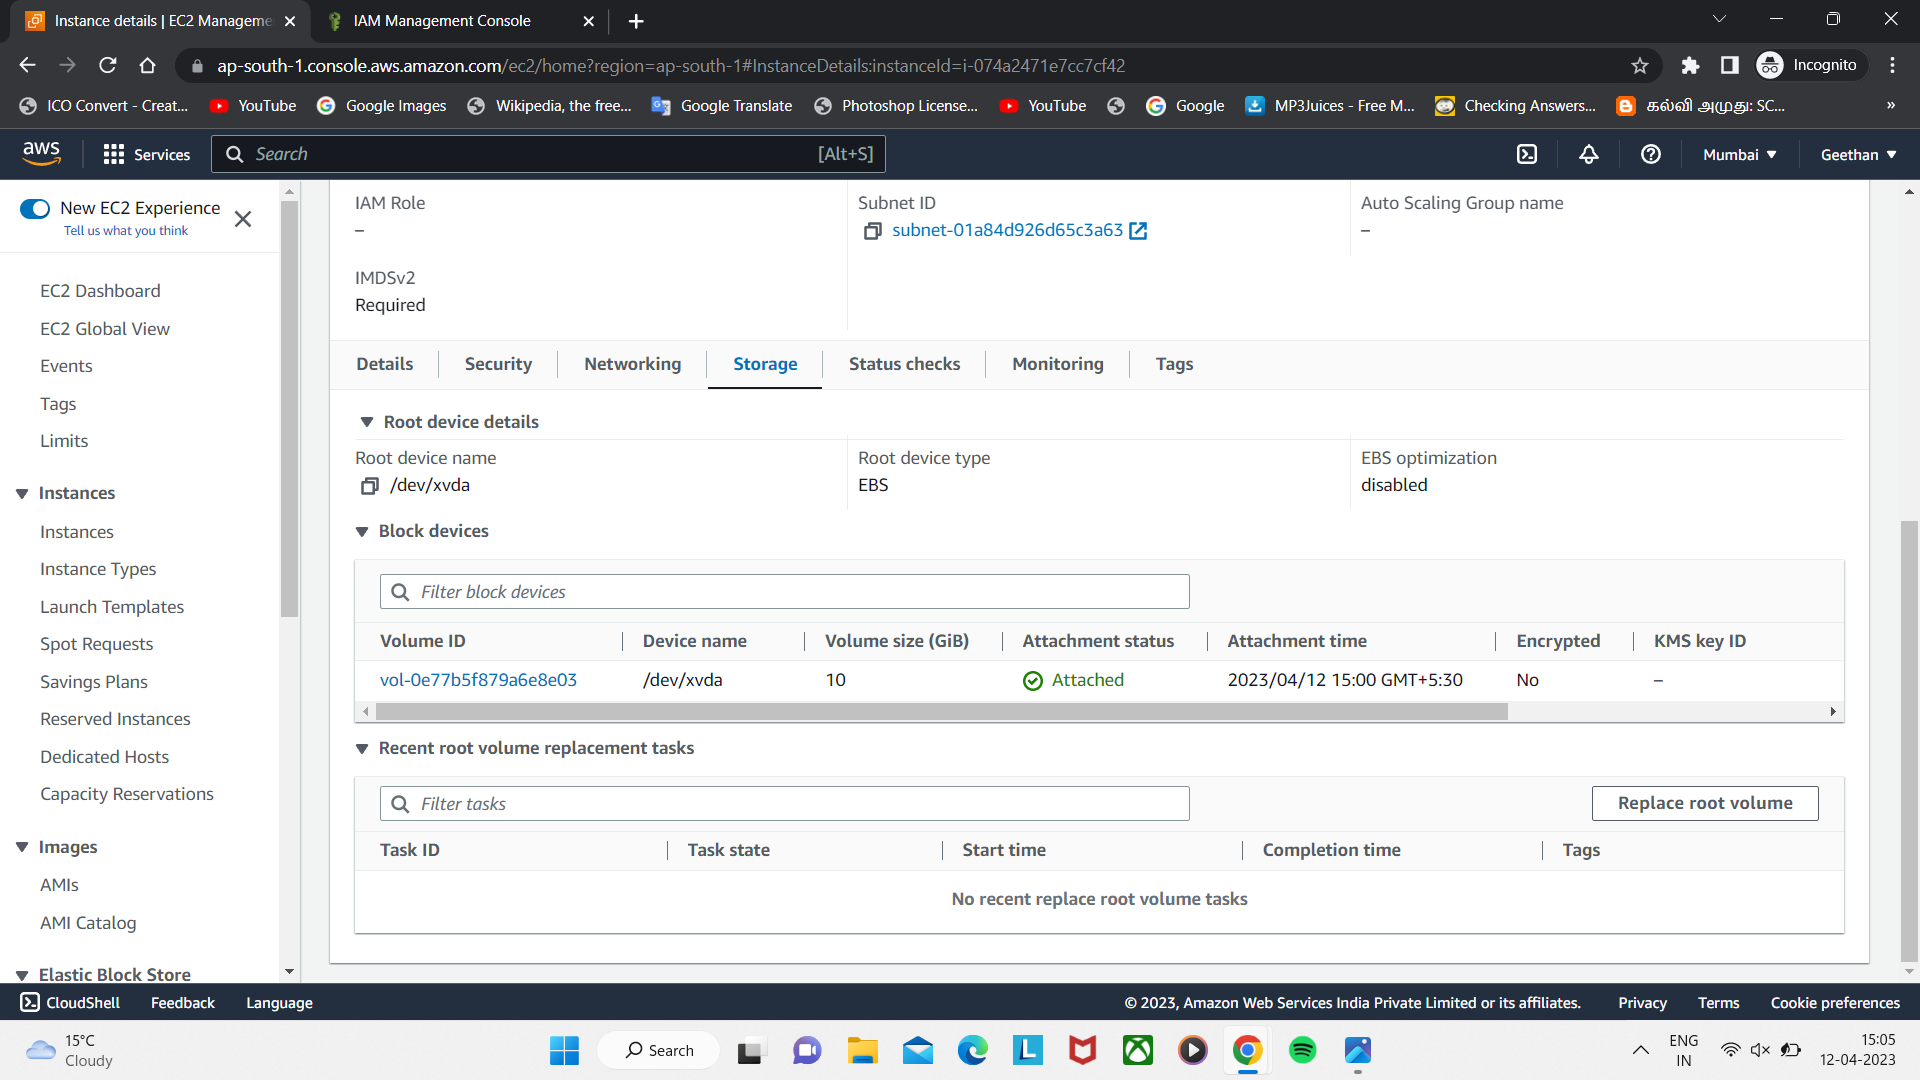 Instance details | EC2 Manageme
IAM Management Console
ap-south-1.console.aws.amazon.com/ec2/home?region=ap-south-1#InstanceDetails:instanceId=i-074a2471e7cc7cf42
Incognito
ICO Convert - Creat...
YouTube
Google Images
Wikipedia, the free...
Google Translate
Photoshop License...
YouTube
Google
MP3Juices - Free M...
Checking Answers...
கல்வி அமுது: SC...
»
aws
Services
Search
[Alt+S]
Mumbai
Geethan
New EC2 Experience
Tell us what you think
EC2 Dashboard
EC2 Global View
Events
Tags
Limits
Instances
Instances
Instance Types
Launch Templates
Spot Requests
Savings Plans
Reserved Instances
Dedicated Hosts
Capacity Reservations
Images
AMIs
AMI Catalog
Elastic Block Store
IAM Role
–
Subnet ID
subnet-01a84d926d65c3a63
Auto Scaling Group name
–
IMDSv2
Required
Details
Security
Networking
Storage
Status checks
Monitoring
Tags
Root device details
Root device name
/dev/xvda
Root device type
EBS
EBS optimization
disabled
Block devices
Filter block devices
Volume ID
Device name
Volume size (GiB)
Attachment status
Attachment time
Encrypted
KMS key ID
vol-0e77b5f879a6e8e03
/dev/xvda
10
Attached
2023/04/12 15:00 GMT+5:30
No
–
Recent root volume replacement tasks
Filter tasks
Replace root volume
Task ID
Task state
Start time
Completion time
Tags
No recent replace root volume tasks
CloudShell
Feedback
Language
© 2023, Amazon Web Services India Private Limited or its affiliates.
Privacy
Terms
Cookie preferences
15°C
Cloudy
Search
L
ENG
IN
15:05
12-04-2023